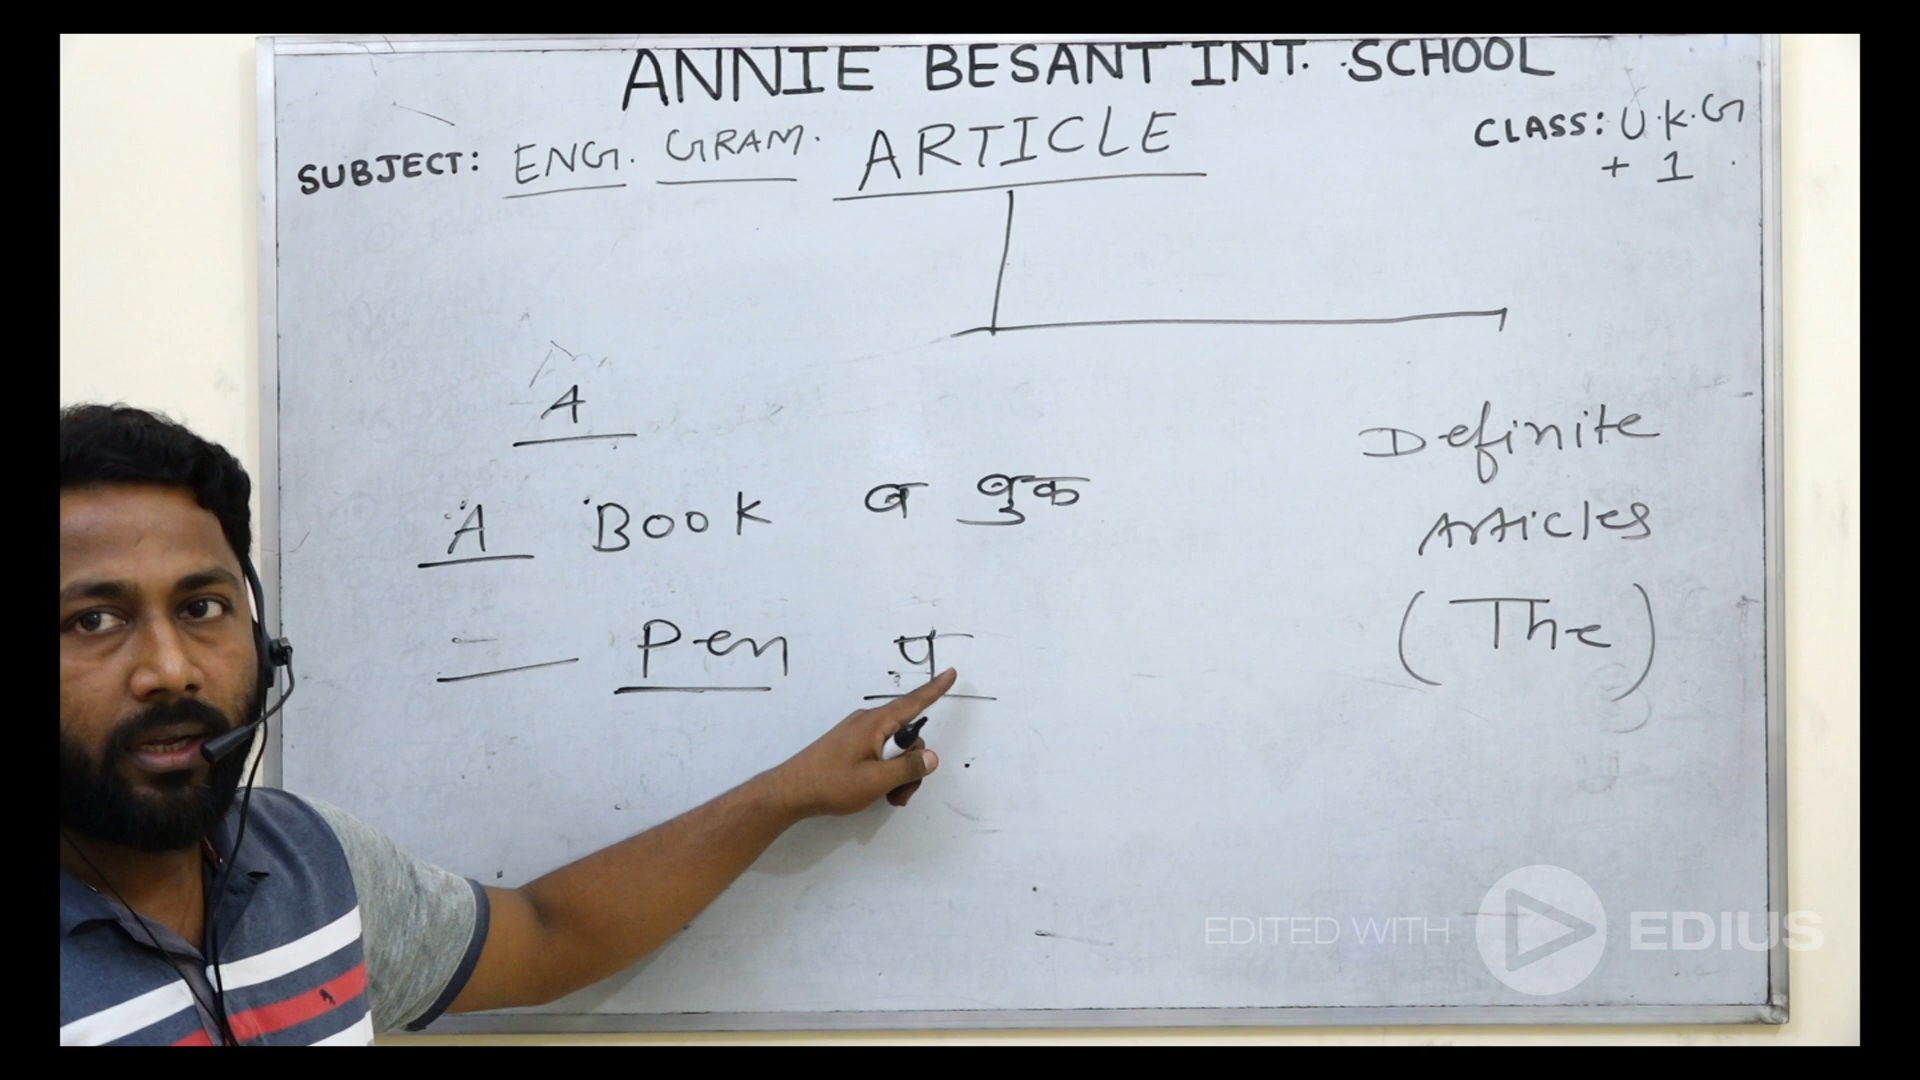 ANNIE BESANT INT. SCHOOL
SUBJECT: ENG. GRAM. ARTICLE
CLASS: U.K.G
+ 1
A
A Book ब बुक
Pen प
Definite
Articles
(The)
EDITED WITH EDIUS